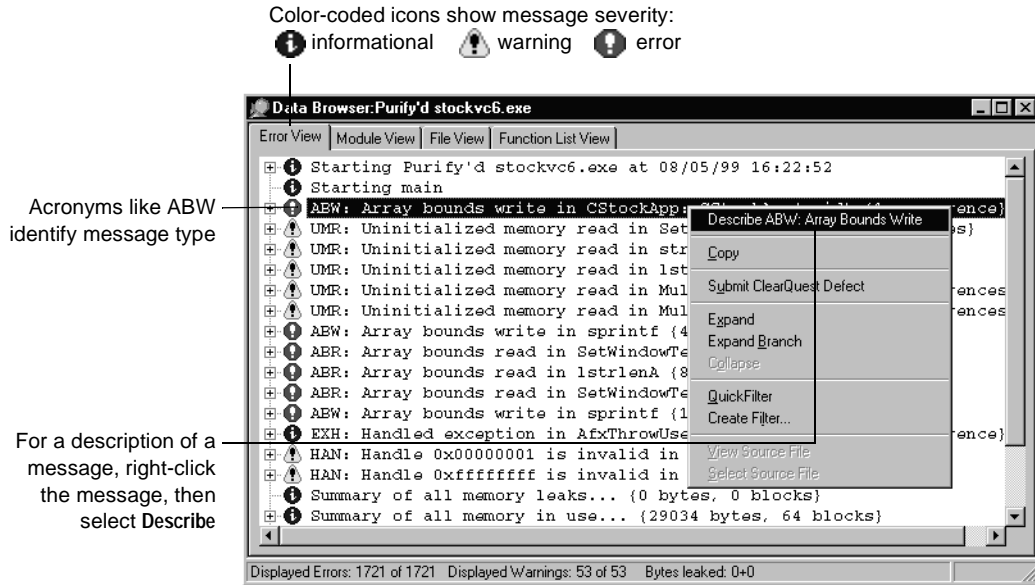 Color-coded icons show message severity:
informational warning error
Data Browser:Purify'd stockvc6.exe
Error View Module View File View Function List View
Starting Purify'd stockvc6.exe at 08/05/99 16:22:52
Starting main
Acronyms like ABW
identify message type
ABW: Array bounds write in CStockApp:
UMR: Uninitialized memory read in Set
UMR: Uninitialized memory read in str
UMR: Uninitialized memory read in lst
UMR: Uninitialized memory read in Mul
UMR: Uninitialized memory read in Mul
ABW: Array bounds write in sprintf {4
ABR: Array bounds read in SetWindowTe
ABR: Array bounds read in lstrlenA {8
ABR: Array bounds read in SetWindowTe
ABW: Array bounds write in sprintf {1
EXH: Handled exception in AfxThrowUse
HAN: Handle 0x00000001 is invalid in
HAN: Handle 0xffffffff is invalid in
Summary of all memory leaks... {0 bytes, 0 blocks}
Summary of all memory in use... {29034 bytes, 64 blocks}
ence}
s}
ences
ences
ence}
Describe ABW: Array Bounds Write
Copy
Submit ClearQuest Defect
Expand
Expand Branch
Collapse
QuickFilter
Create Filter...
View Source File
Select Source File
For a description of a
message, right-click
the message, then
select Describe
Displayed Errors: 1721 of 1721 Displayed Warnings: 53 of 53 Bytes leaked: 0+0